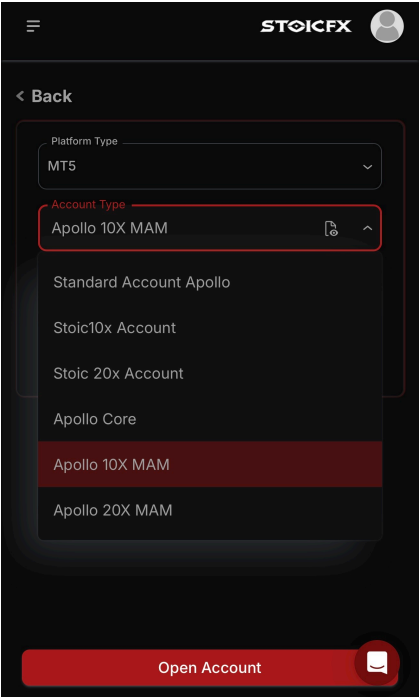 STOICFX
< Back
Platform Type
MT5
Account Type
Apollo 10X MAM
Standard Account Apollo
Stoic10x Account
Stoic 20x Account
Apollo Core
Apollo 10X MAM
Apollo 20X MAM
Open Account